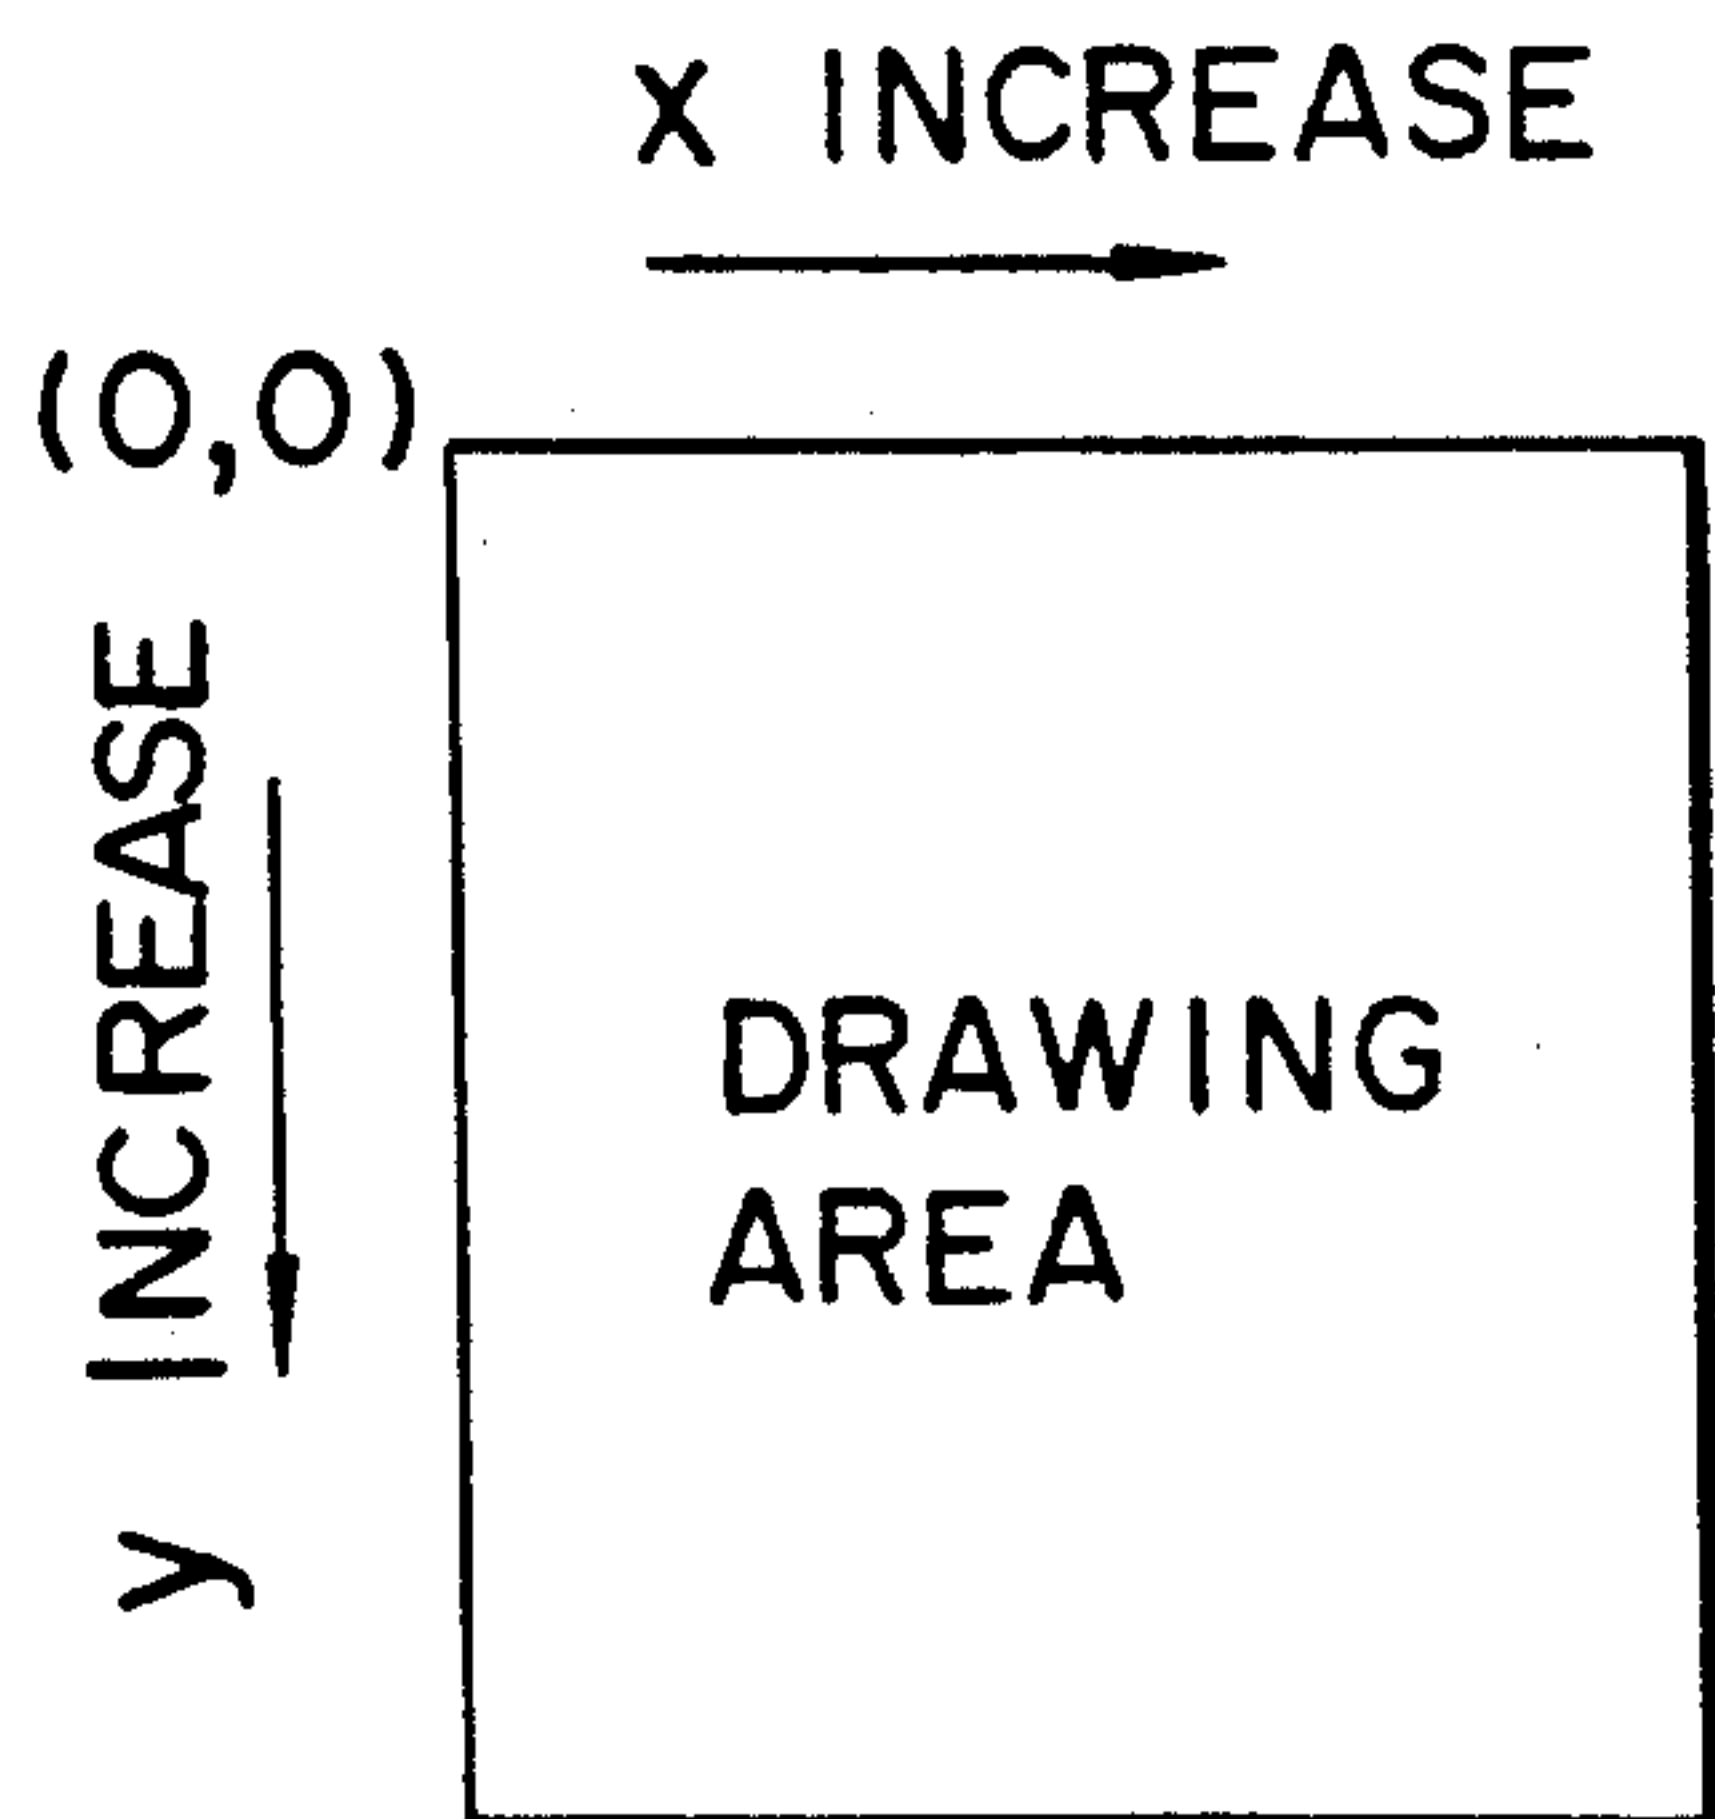 x INCREASE
(0,0)
y INCREASE
DRAWING
AREA